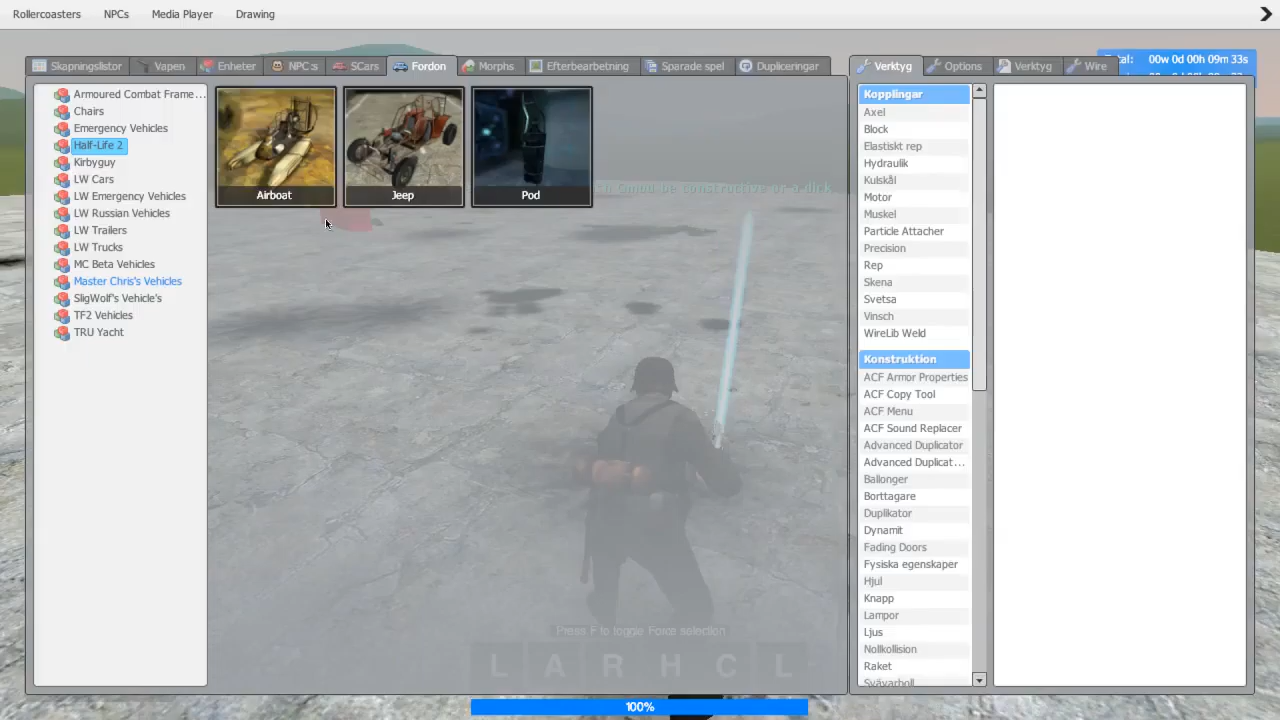 Rollercoasters NPCs Media Player Drawing
Skapningslistor Vapen Enheter NPC:s SCars Fordon Morphs Efterbearbetning Sparade spel Dupliceringar
Verktyg Options Verktyg Wire
00w 0d 00h 09m 33s
Armoured Combat Frame...
Chairs
Emergency Vehicles
Half-Life 2
Kirbyguy
LW Cars
LW Emergency Vehicles
LW Russian Vehicles
LW Trailers
LW Trucks
MC Beta Vehicles
Master Chris's Vehicles
SligWolf's Vehicle's
TF2 Vehicles
TRU Yacht
Airboat Jeep Pod
be constructive or a dick
Press F to toggle Force selection
L A R H C L
100%
Kopplingar
Axel
Block
Elastiskt rep
Hydraulik
Kulskål
Motor
Muskel
Particle Attacher
Precision
Rep
Skena
Svetsa
Vinsch
WireLib Weld
Konstruktion
ACF Armor Properties
ACF Copy Tool
ACF Menu
ACF Sound Replacer
Advanced Duplicator
Advanced Duplicat...
Ballonger
Borttagare
Duplikator
Dynamit
Fading Doors
Fysiska egenskaper
Hjul
Knapp
Lampor
Ljus
Nollkollision
Raket